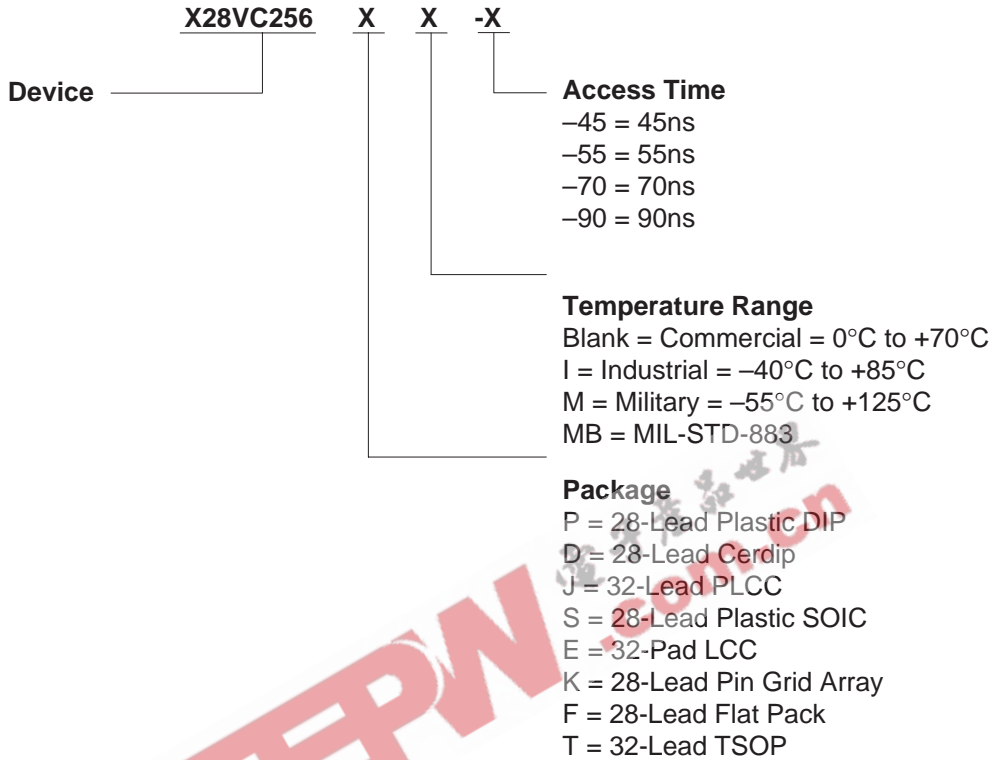 X28VC256 X X -X
Device
Access Time
–45 = 45ns
–55 = 55ns
–70 = 70ns
–90 = 90ns
Temperature Range
Blank = Commercial = 0°C to +70°C
I = Industrial = –40°C to +85°C
M = Military = –55°C to +125°C
MB = MIL-STD-883
Package
P = 28-Lead Plastic DIP
D = 28-Lead Cerdip
J = 32-Lead PLCC
S = 28-Lead Plastic SOIC
E = 32-Pad LCC
K = 28-Lead Pin Grid Array
F = 28-Lead Flat Pack
T = 32-Lead TSOP
.com.cn